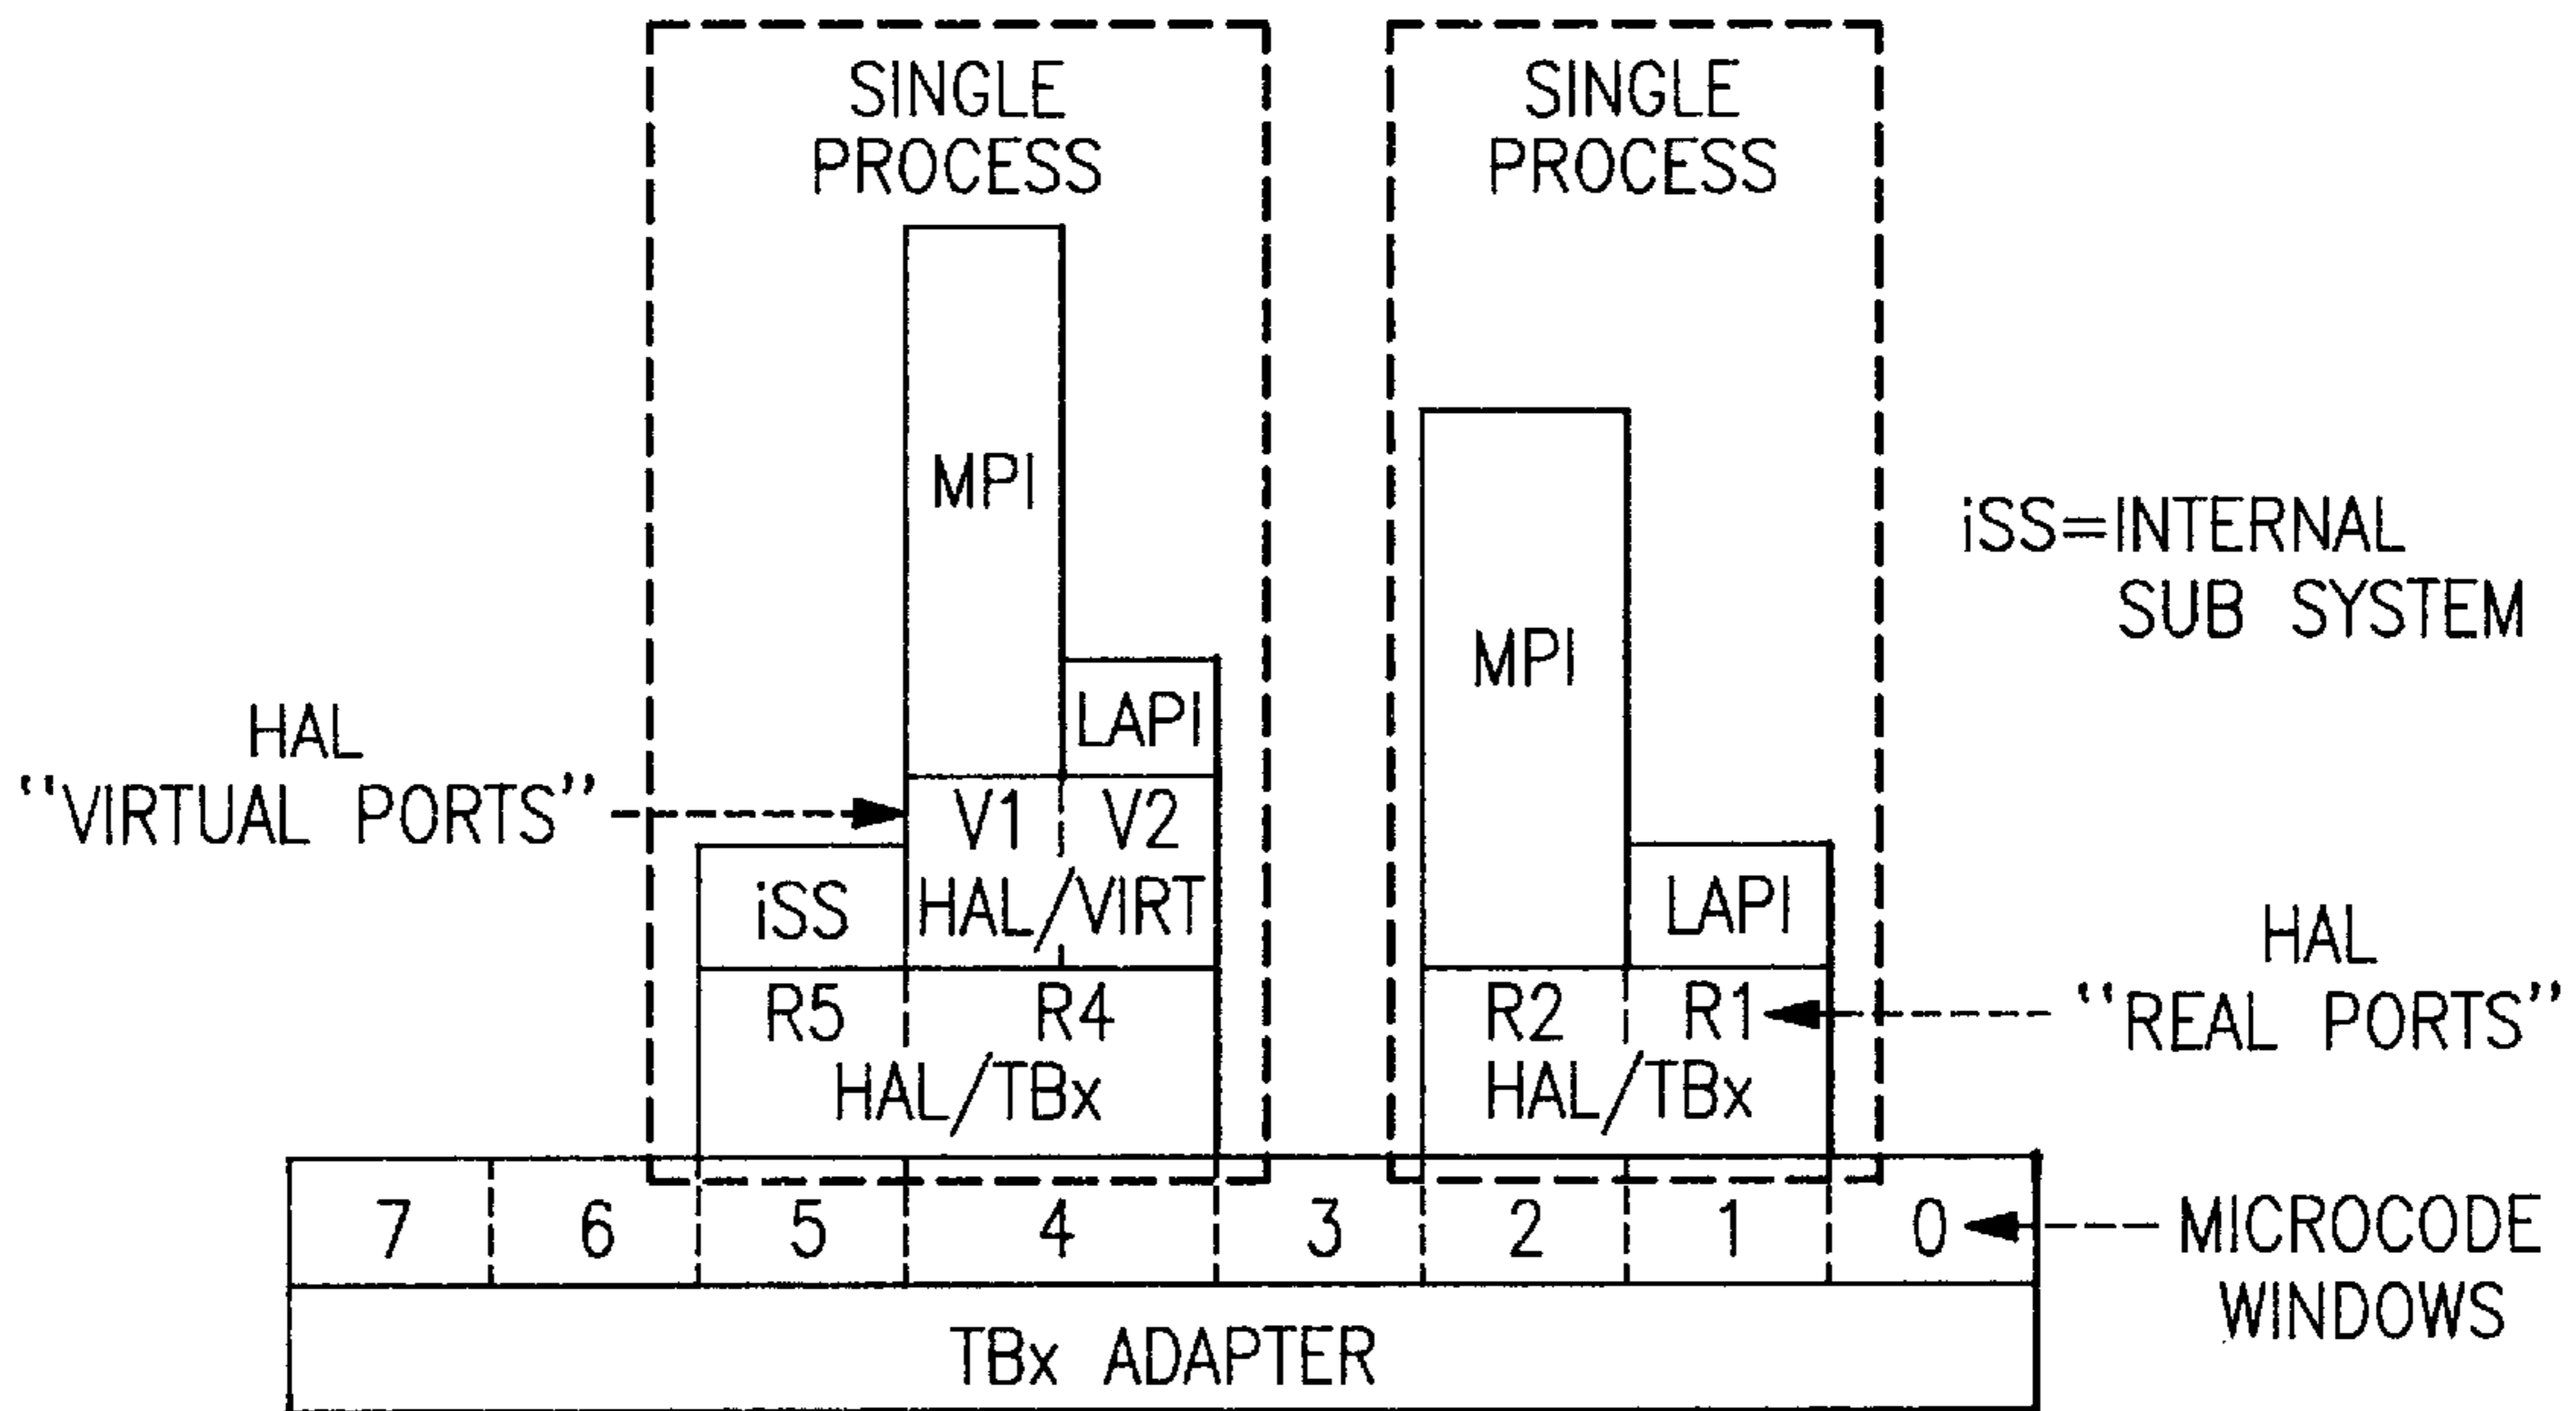 SINGLE
PROCESS
SINGLE
PROCESS
MPI
MPI
iSS=INTERNAL
SUB SYSTEM
LAPI
HAL
“VIRTUAL PORTS”
V1 V2
iSS
HAL/VIRT
LAPI
HAL
“REAL PORTS”
R5 R4
HAL/TBx
R2 R1
HAL/TBx
7 6 5 4 3 2 1 0
MICROCODE
WINDOWS
TBx ADAPTER